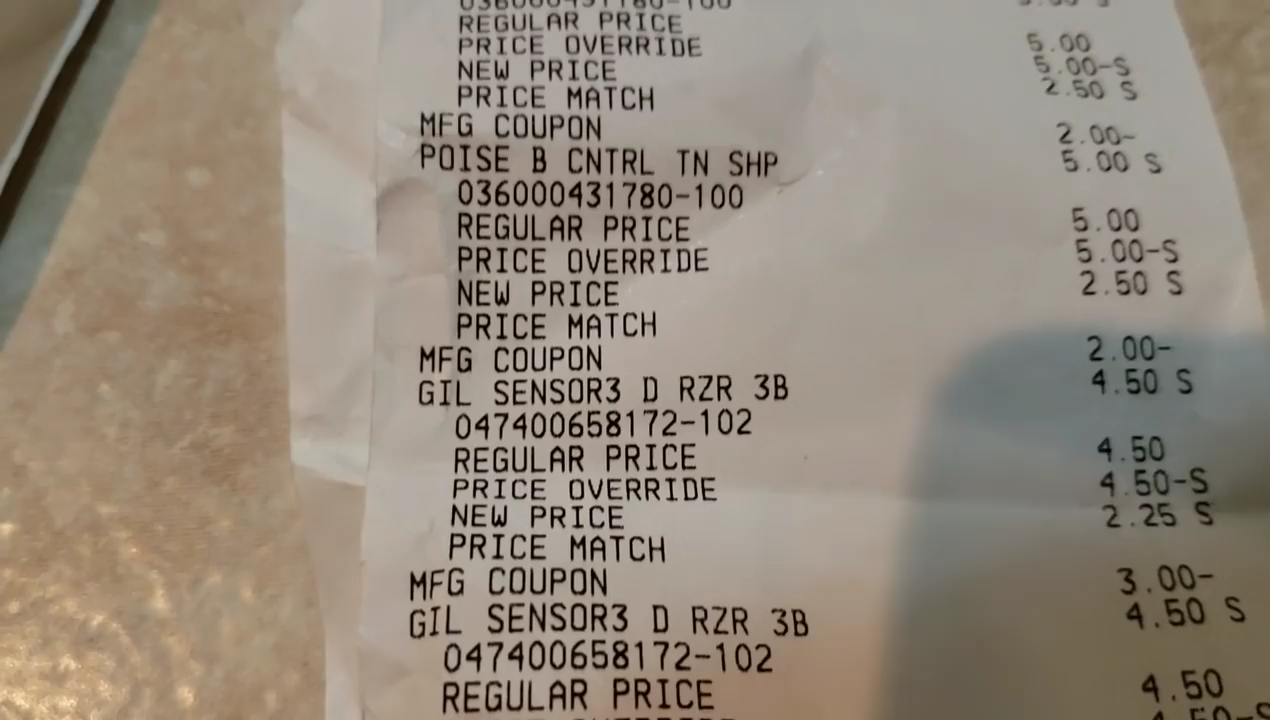 036000431780-100
REGULAR PRICE 5.00
PRICE OVERRIDE 5.00-S
NEW PRICE 2.50 S
PRICE MATCH
MFG COUPON 2.00-
POISE B CNTRL TN SHP 5.00 S
036000431780-100
REGULAR PRICE 5.00
PRICE OVERRIDE 5.00-S
NEW PRICE 2.50 S
PRICE MATCH
MFG COUPON 2.00-
GIL SENSOR3 D RZR 3B 4.50 S
047400658172-102
REGULAR PRICE 4.50
PRICE OVERRIDE 4.50-S
NEW PRICE 2.25 S
PRICE MATCH
MFG COUPON 3.00-
GIL SENSOR3 D RZR 3B 4.50 S
047400658172-102
REGULAR PRICE 4.50